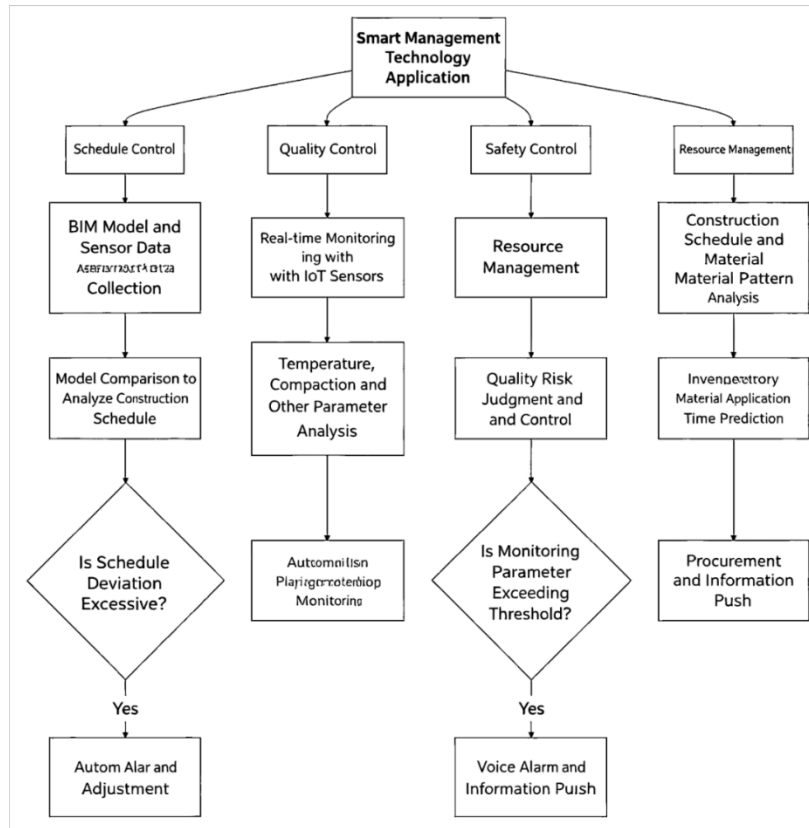 Smart Management
Technology
Application
Schedule Control
Quality Control
Safety Control
Resource Management
BIM Model and
Sensor Data
Collection
Real-time Monitoring
ing with
with IoT Sensors
Resource
Management
Construction
Schedule and
Material
Material Pattern
Analysis
Model Comparison to
Analyze Construction
Schedule
Temperature,
Compaction and
Other Parameter
Analysis
Quality Risk
Judgment and
and Control
Material Application
Time Prediction
Is Schedule
Deviation
Excessive?
Monitoring
Is Monitoring
Parameter
Exceeding
Threshold?
Procurement
and Information
Push
Yes
Yes
Autom Alar and
Adjustment
Voice Alarm and
Information